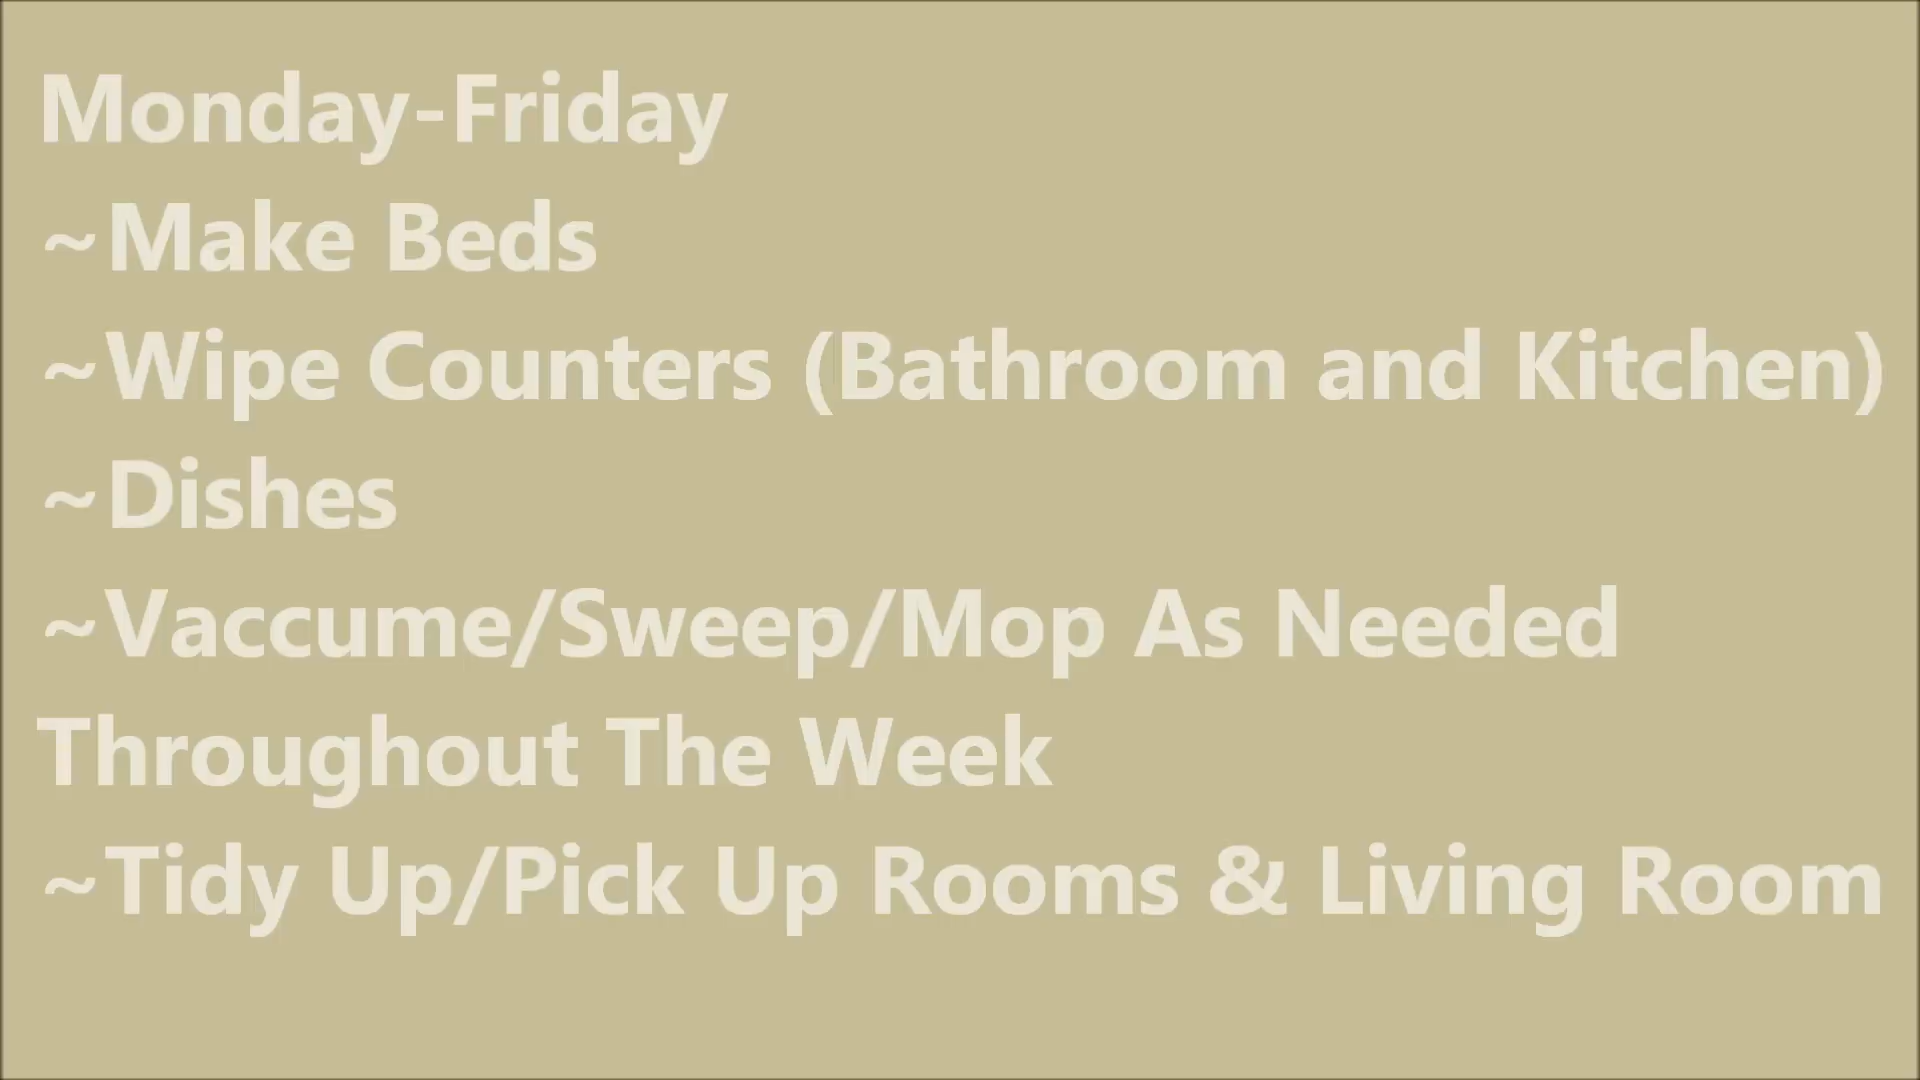 Monday-Friday
~Make Beds
~Wipe Counters (Bathroom and Kitchen)
~Dishes
~Vaccume/Sweep/Mop As Needed
Throughout The Week
~Tidy Up/Pick Up Rooms & Living Room